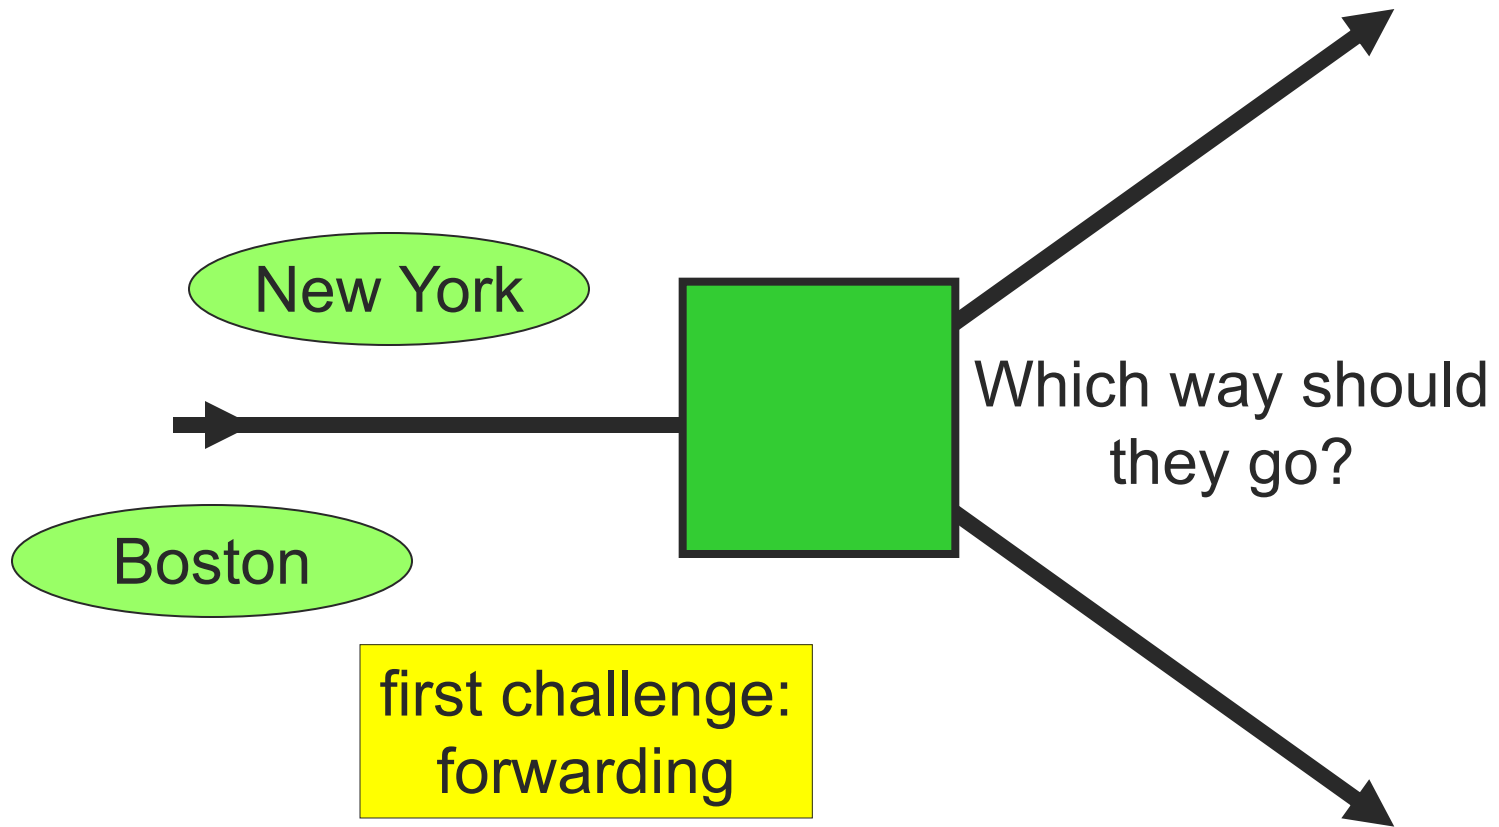 New York
Which way should
they go?
Boston
first challenge:
forwarding